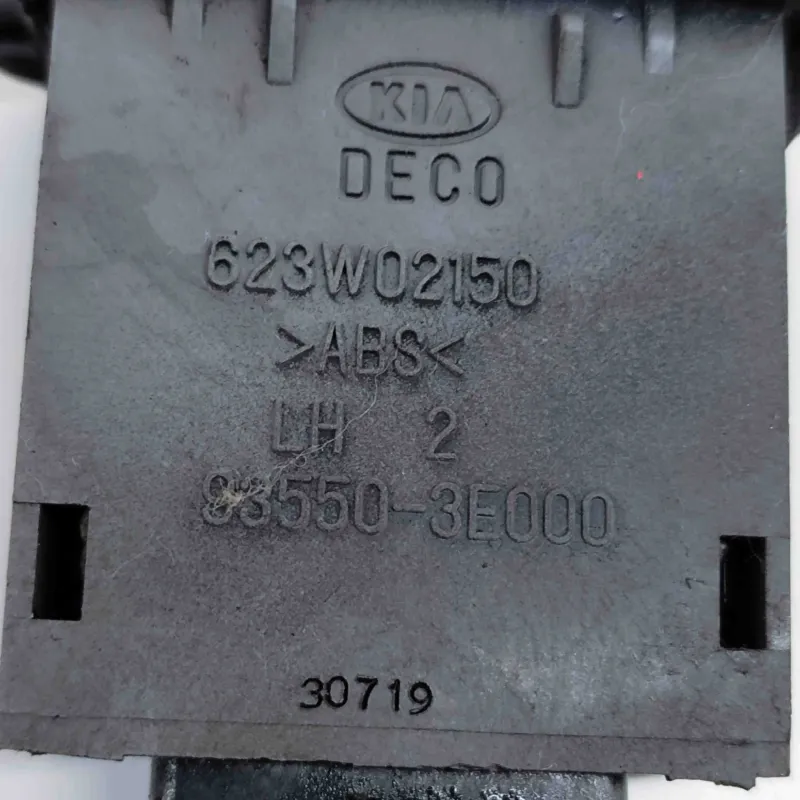 KIA
DECO
623W02150
>ABS<
LH 2
93550-3E000
30719